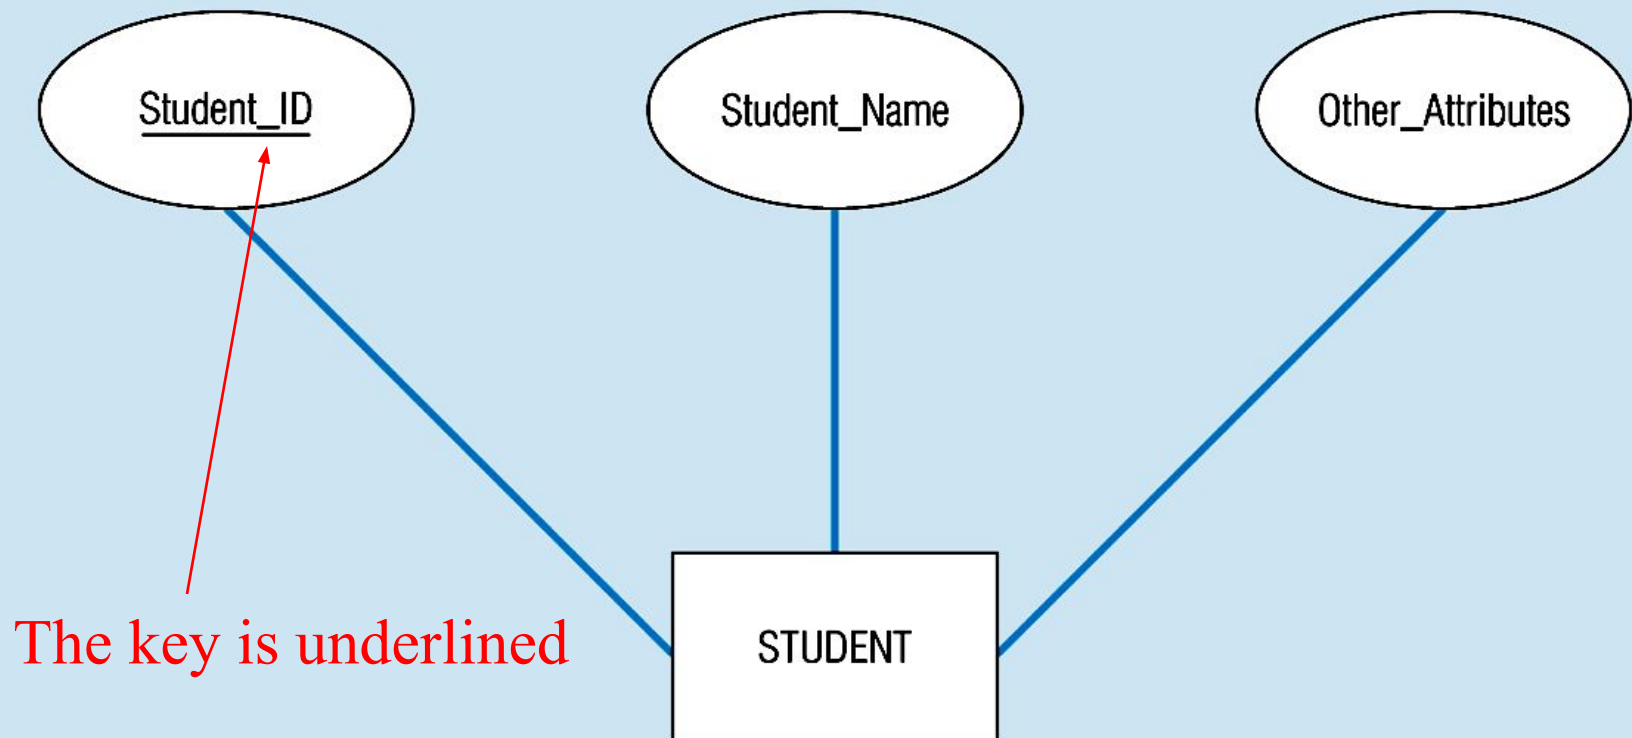 Student_ID
Student_Name
Other_Attributes
The key is underlined
STUDENT